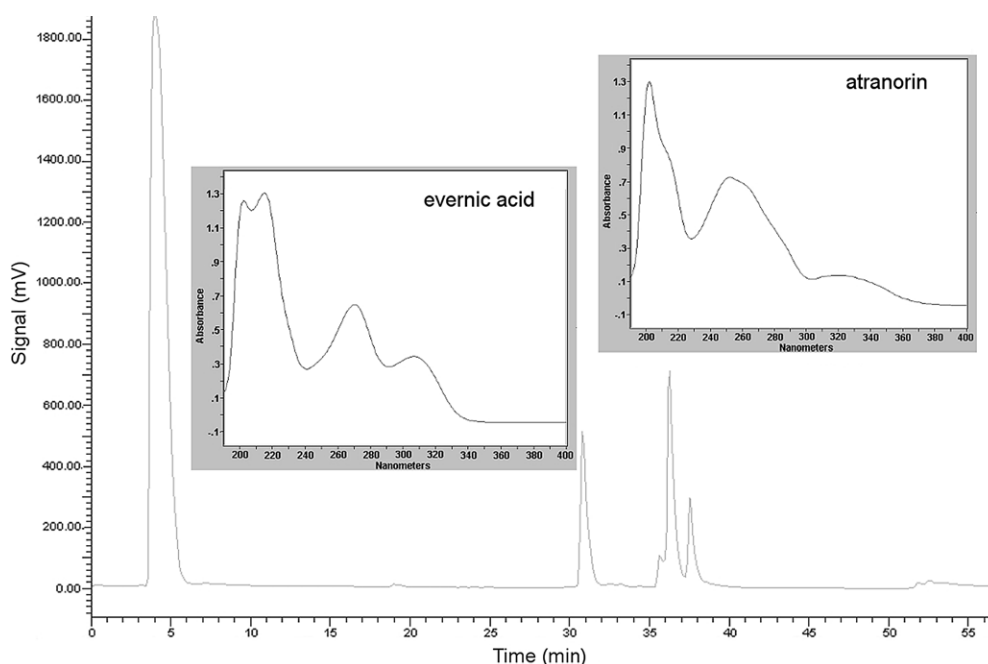 Signal (mV)
1800.00
1600.00
1400.00
1200.00
1000.00
800.00
600.00
400.00
200.00
0.00
0 5 10 15 20 25 30 35 40 45 50 55
Time (min)
evernic acid
Absorbance
1.3
1.1
.9
.7
.5
.3
.1
-.1
200 220 240 260 280 300 320 340 360 380 400
Nanometers
atranorin
Absorbance
1.3
1.1
.9
.7
.5
.3
.1
-.1
200 220 240 260 280 300 320 340 360 380 400
Nanometers